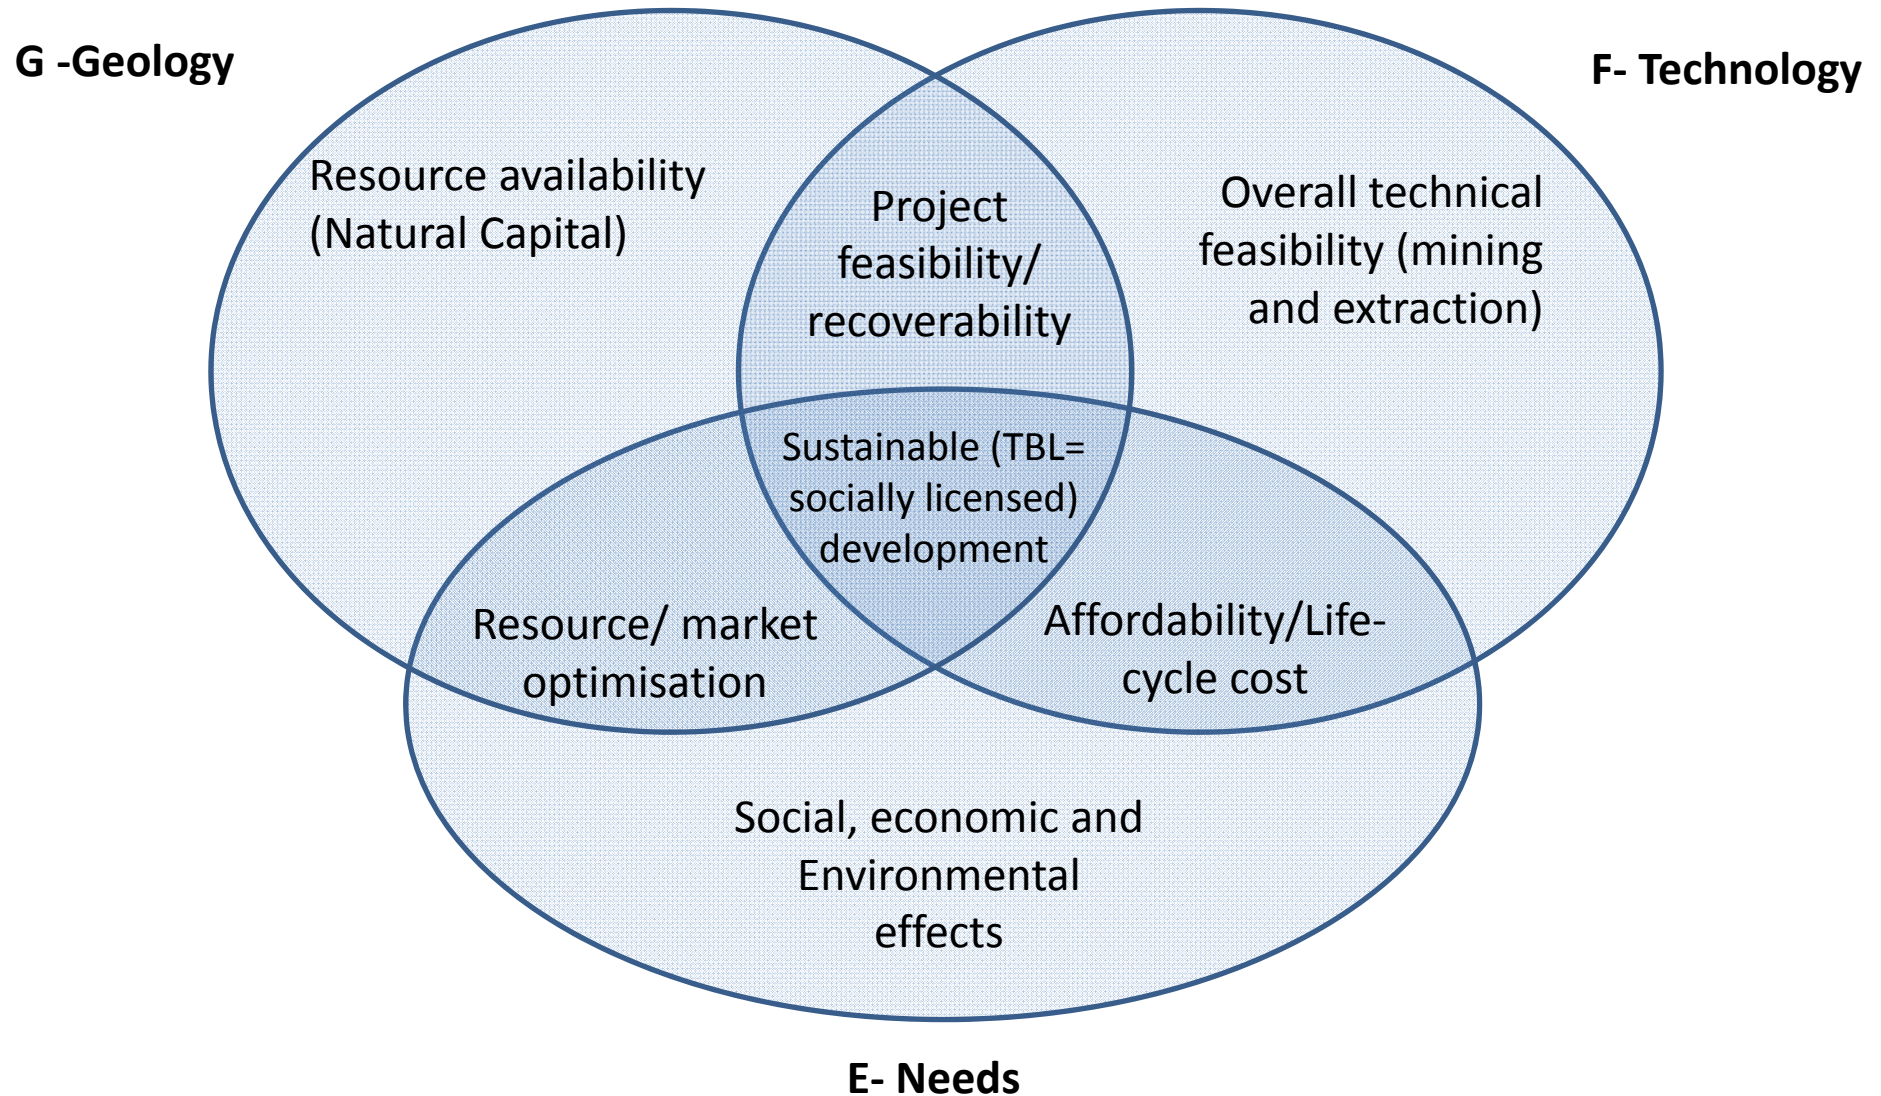 G -Geology
F- Technology
Resource availability
(Natural Capital)
Project
feasibility/
recoverability
Overall technical
feasibility (mining
and extraction)
Sustainable (TBL=
socially licensed)
development
Resource/ market
optimisation
Affordability/Life-
cycle cost
Social, economic and
Environmental
effects
E- Needs